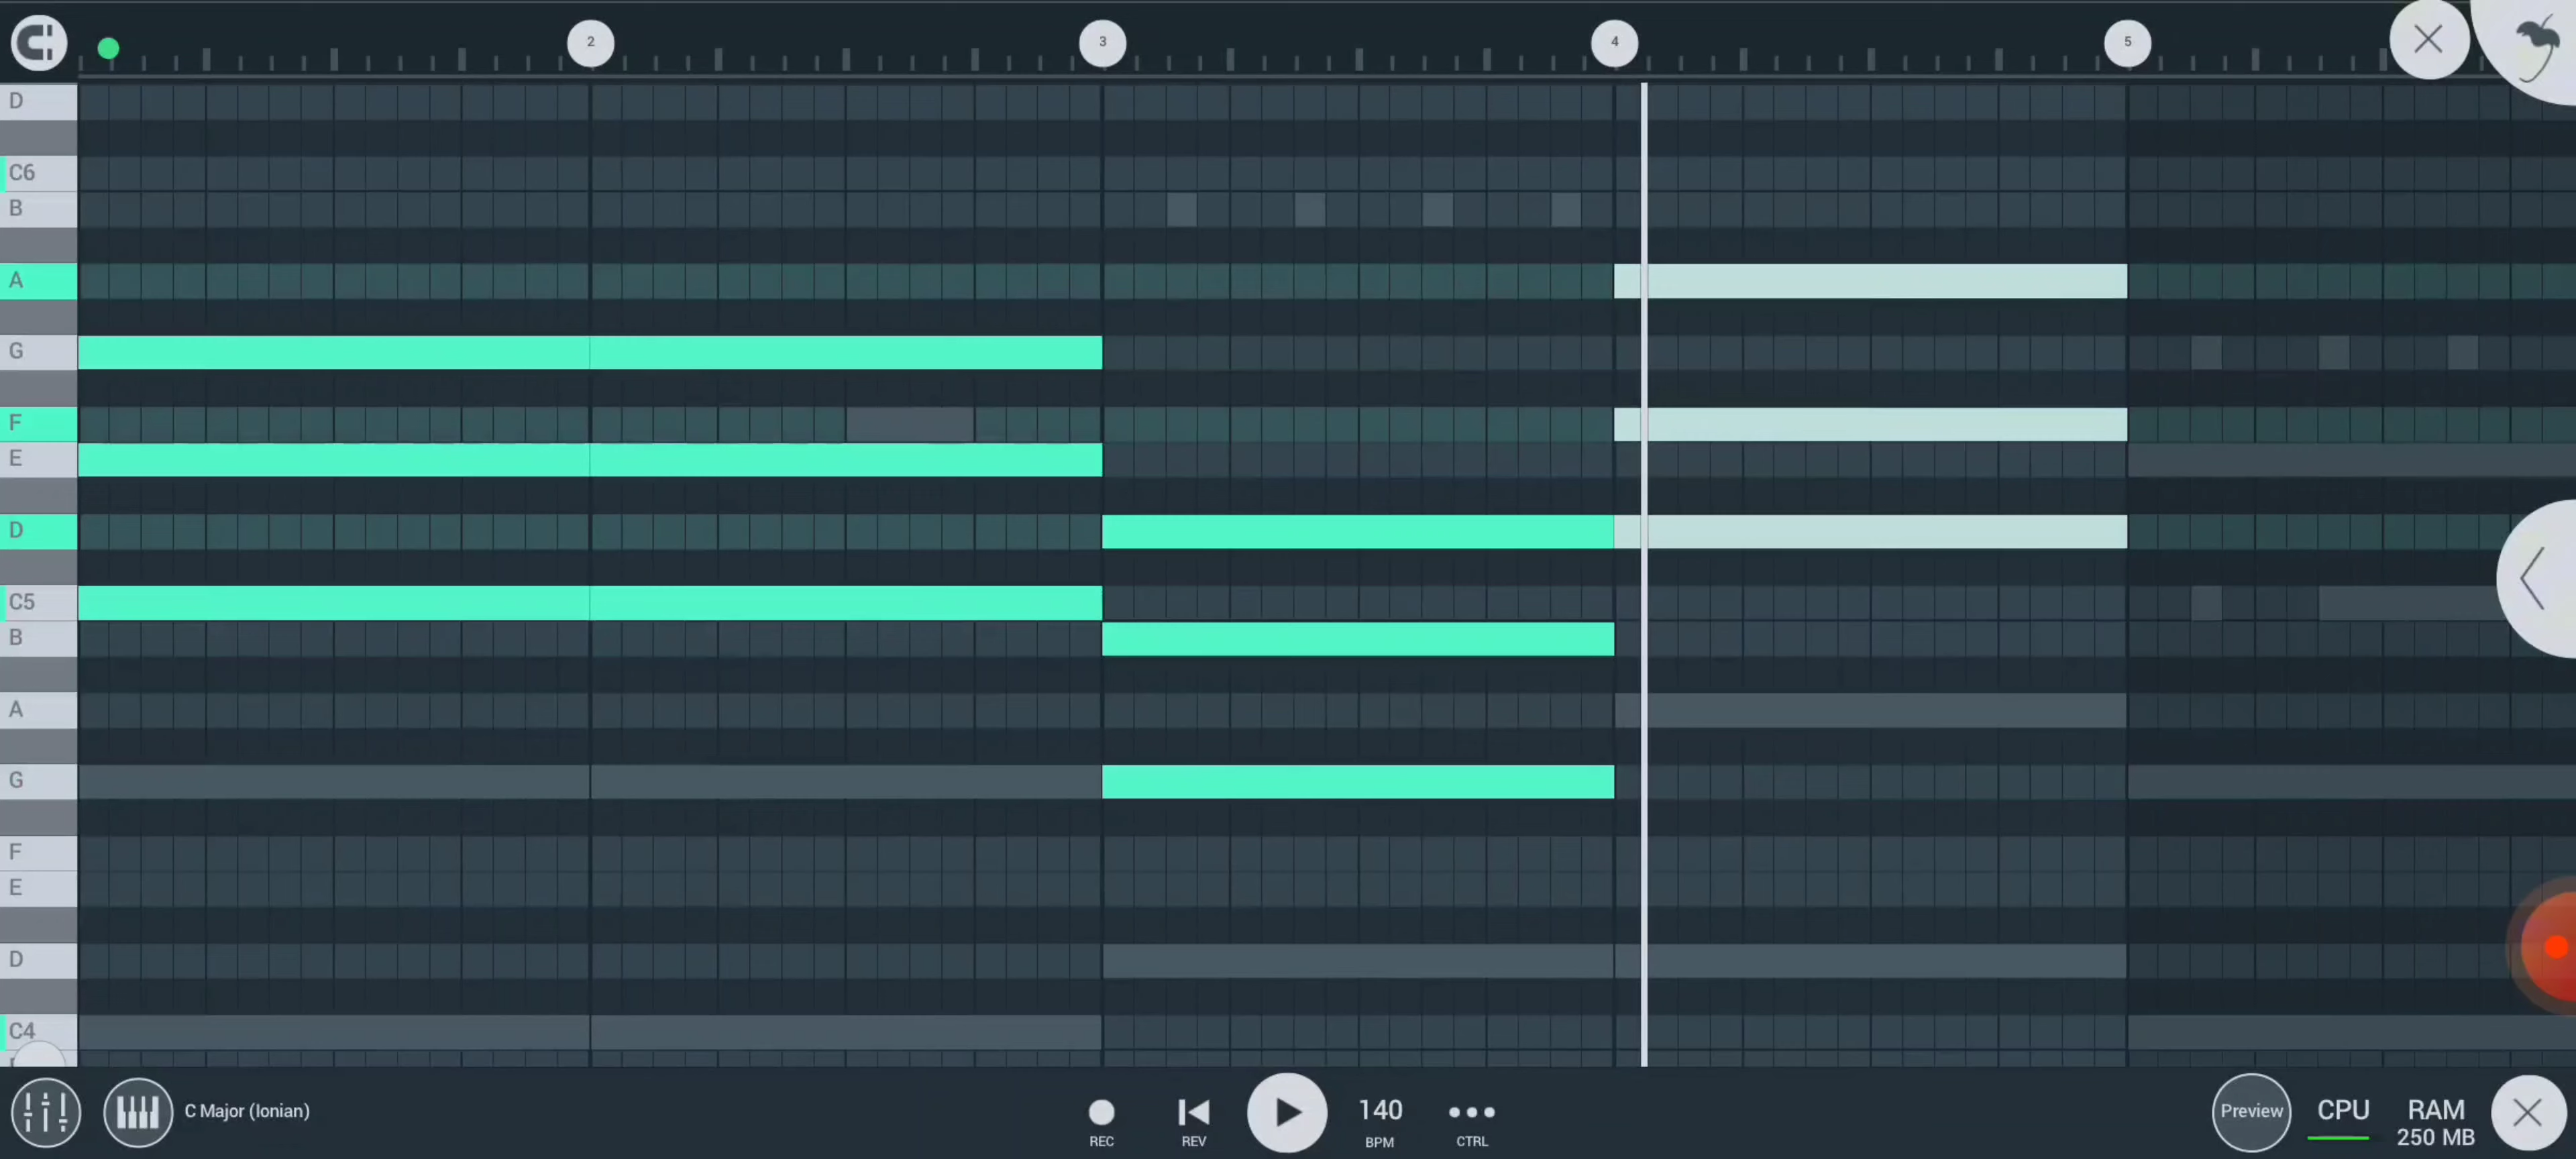 2 3 4 5
D
C6
B
A
G
F
E
D
C5
B
A
G
F
E
D
C4
C Major (Ionian)
REC
REV
140
BPM
CTRL
Preview
CPU
RAM
250 MB